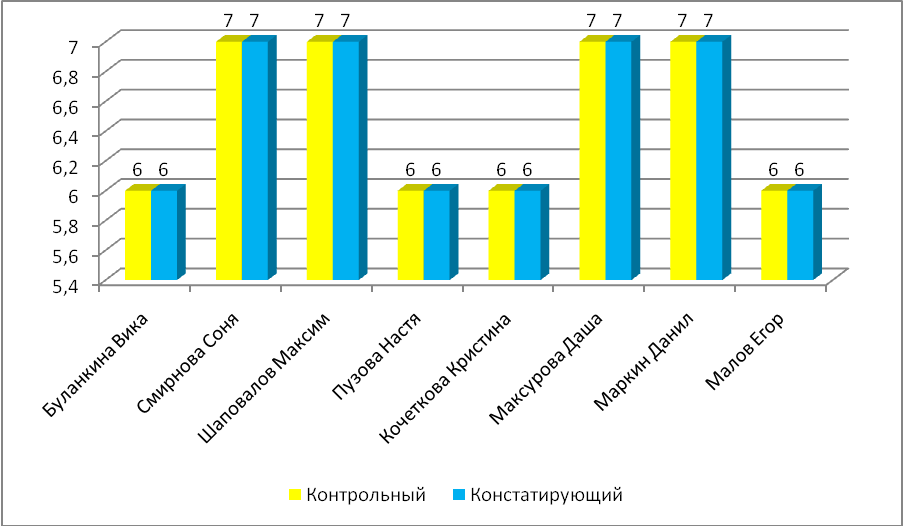 7 7 7 7 7 7 7 7
7
6,8
6,6
6,4
6,2
6
5,8
5,6
5,4
6 6 6 6 6 6 6 6
Буланкина Вика
Смирнова Соня
Шаповалов Максим
Пузова Настя
Кочеткова Кристина
Максурова Даша
Маркин Данил
Малов Егор
Контрольный Констатирующий